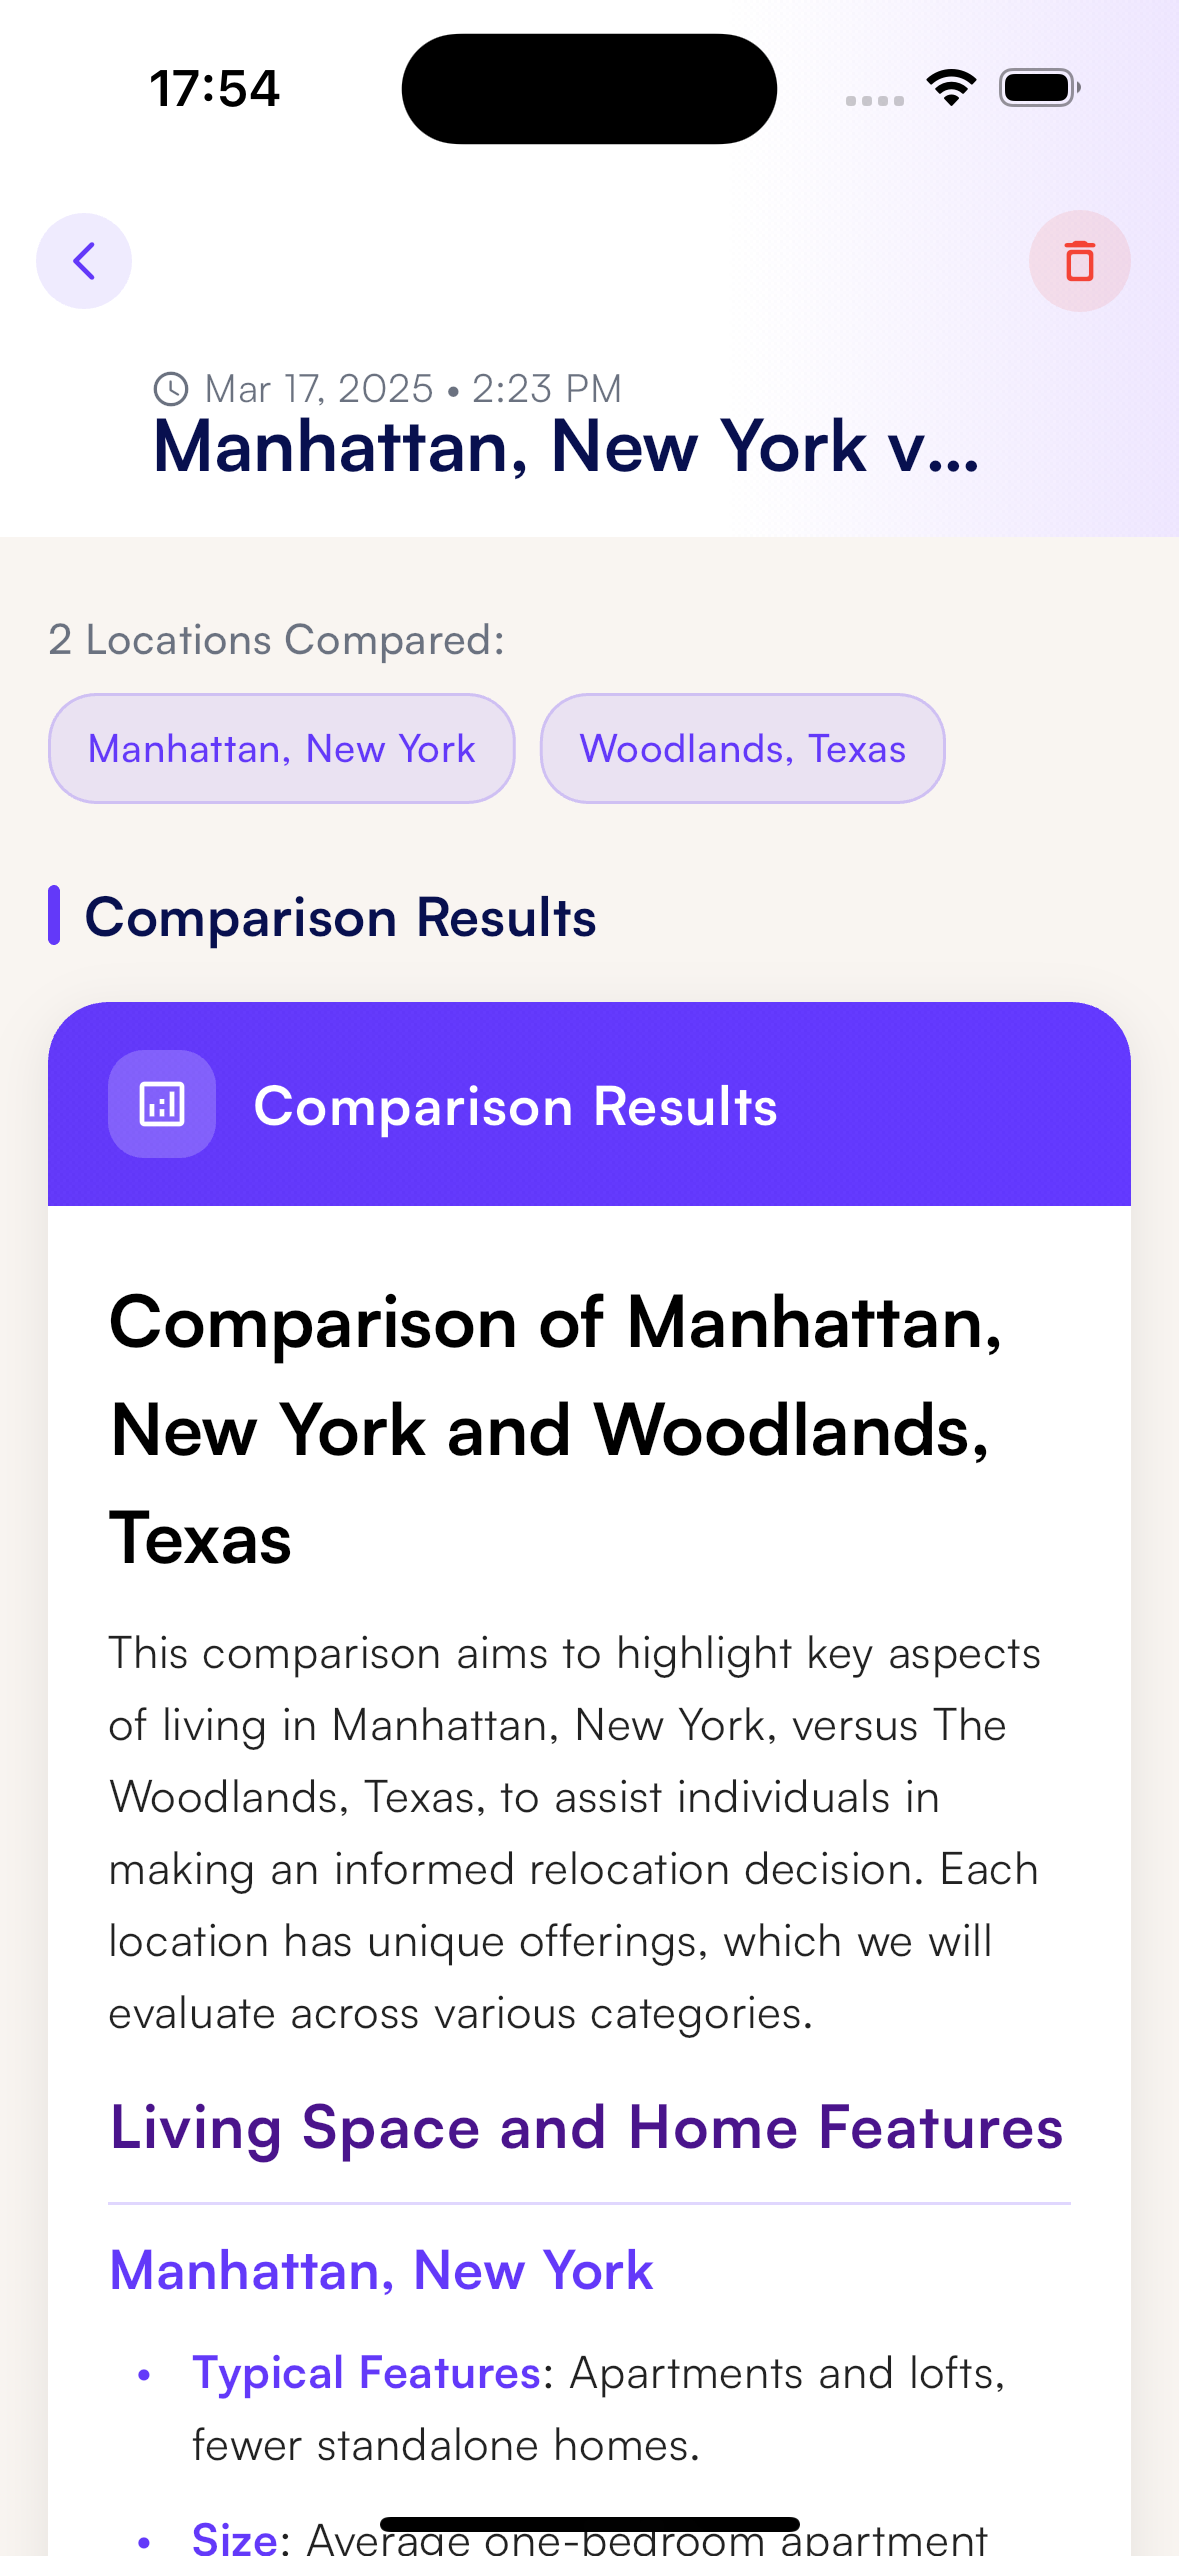 17:54
Mar 17, 2025 • 2:23 PM
Manhattan, New York v...
2 Locations Compared:
Manhattan, New York
Woodlands, Texas
Comparison Results
Comparison Results
Comparison of Manhattan,
New York and Woodlands,
Texas
This comparison aims to highlight key aspects
of living in Manhattan, New York, versus The
Woodlands, Texas, to assist individuals in
making an informed relocation decision. Each
location has unique offerings, which we will
evaluate across various categories.
Living Space and Home Features
Manhattan, New York
• Typical Features: Apartments and lofts,
fewer standalone homes.
• Size: Average one-bedroom apartment